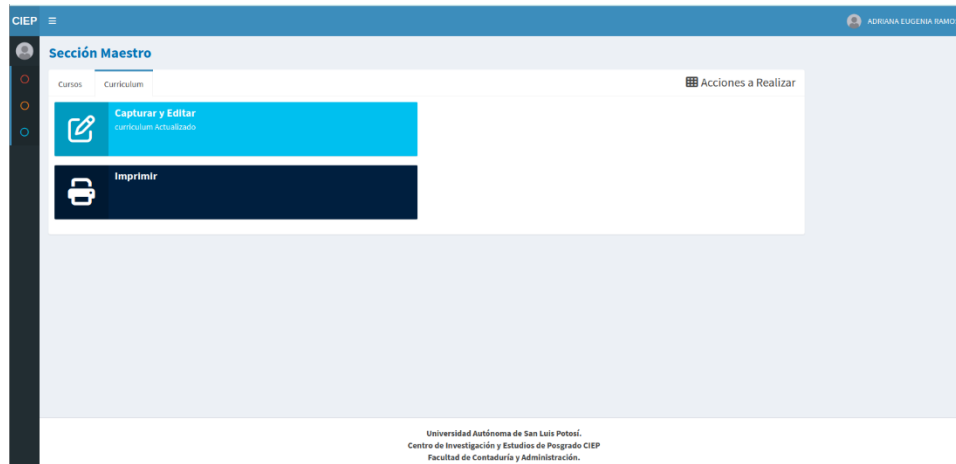 CIEP
ADRIANA EUGENIA RAMO
Sección Maestro
Cursos
Curriculum
Acciones a Realizar
Capturar y Editar
curriculum Actualizado
Imprimir
Universidad Autónoma de San Luis Potosí.
Centro de Investigación y Estudios de Posgrado CIEP
Facultad de Contaduría y Administración.